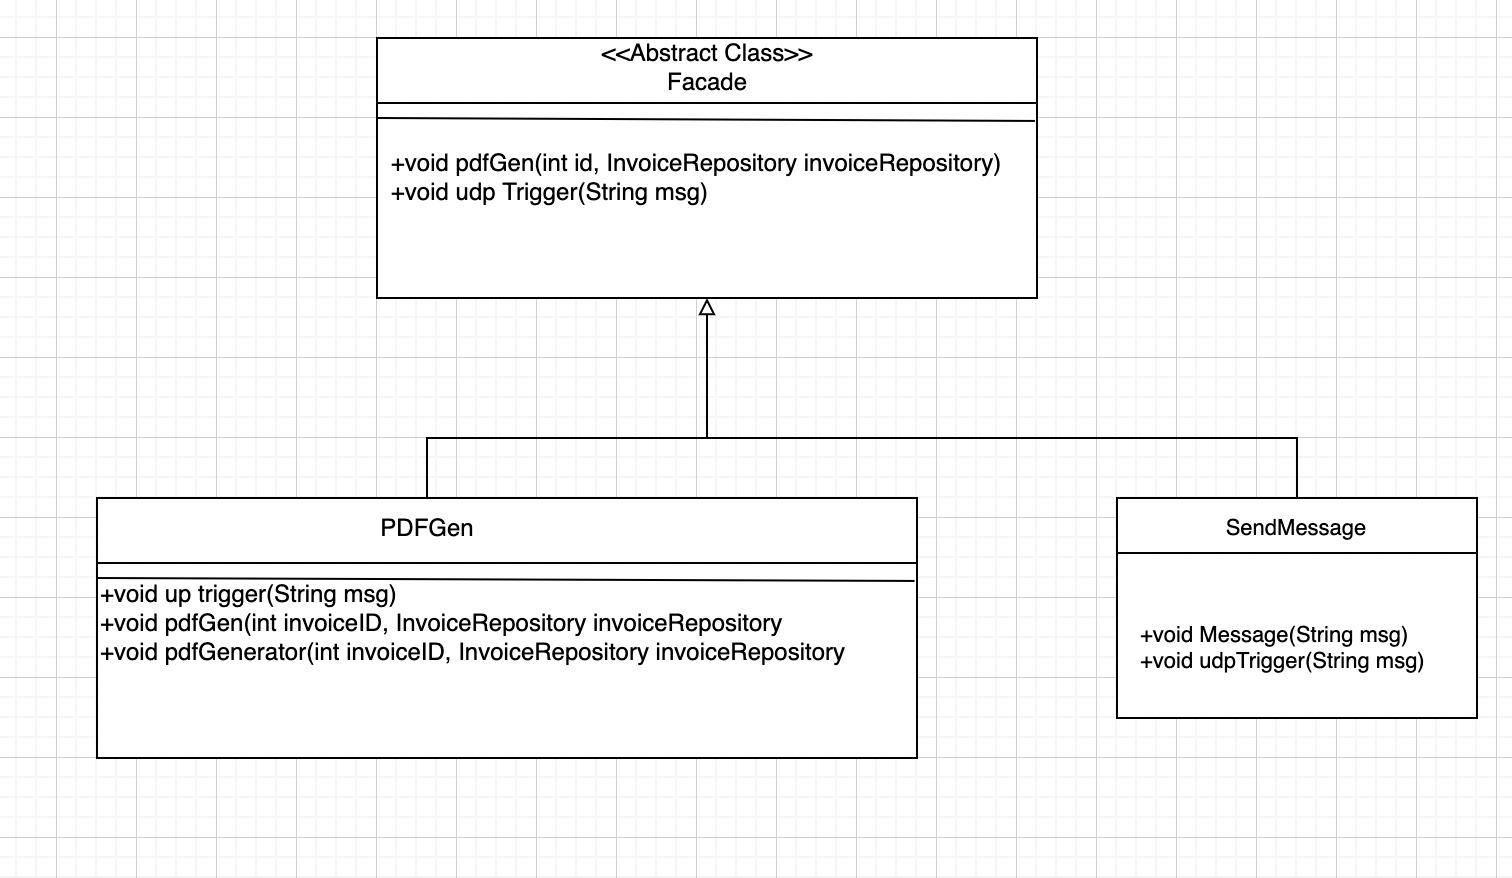 <<Abstract Class>>
Facade
+void pdfGen(int id, InvoiceRepository invoiceRepository)
+void udp Trigger(String msg)
PDFGen
+void up trigger(String msg)
+void pdfGen(int invoiceID, InvoiceRepository invoiceRepository
+void pdfGenerator(int invoiceID, InvoiceRepository invoiceRepository
SendMessage
+void Message(String msg)
+void udpTrigger(String msg)